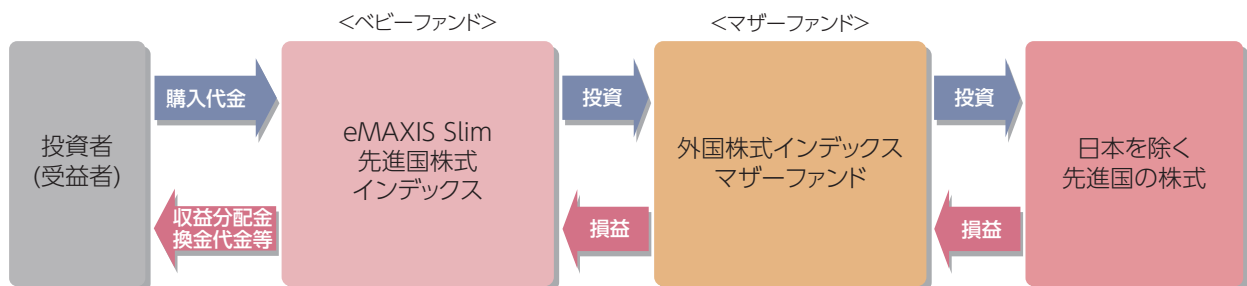 <ベビーファンド>
<マザーファンド>
投資者
(受益者)
購入代金
収益分配金
換金代金等
eMAXIS Slim
先進国株式
インデックス
投資
損益
外国株式インデックス
マザーファンド
投資
損益
日本を除く
先進国の株式